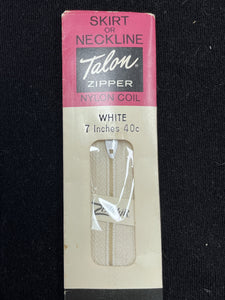 SKIRT
OR
NECKLINE
Talon
ZIPPER
NYLON COIL
WHITE
7 Inches 40c